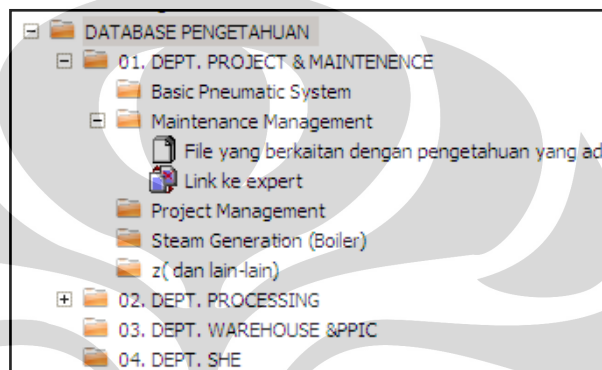 DATABASE PENGETAHUAN
01. DEPT. PROJECT & MAINTENENCE
Basic Pneumatic System
Maintenance Management
File yang berkaitan dengan pengetahuan yang ad
Link ke expert
Project Management
Steam Generation (Boiler)
z( dan lain-lain)
02. DEPT. PROCESSING
03. DEPT. WAREHOUSE &PPIC
04. DEPT. SHE